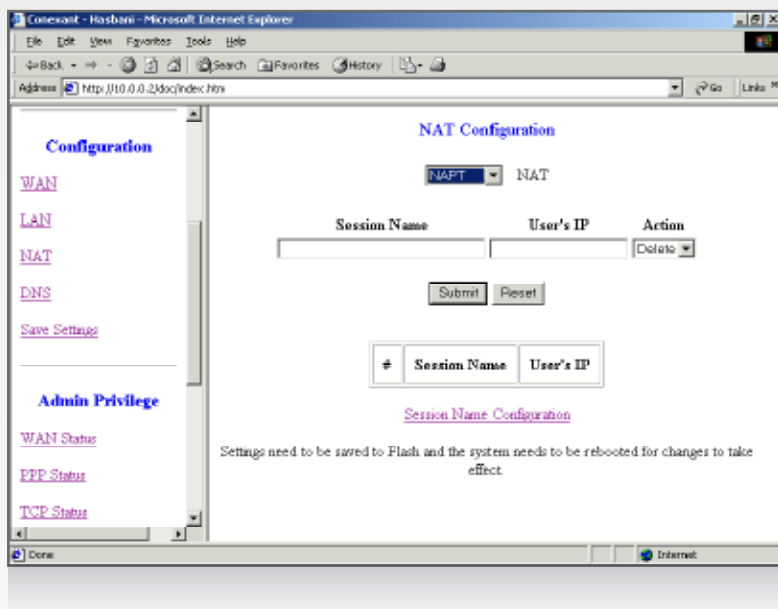 Conexant - Hasbani - Microsoft Internet Explorer
File Edit View Favorites Tools Help
Back Search Favorites History
Address http://10.0.0.2/doc/index.htm Go Links »
Configuration
WAN
LAN
NAT
DNS
Save Settings
Admin Privilege
WAN Status
PPP Status
TCP Status
NAT Configuration
NAPT NAT
Session Name User's IP Action
Delete
Submit Reset
# Session Name User's IP
Session Name Configuration
Settings need to be saved to Flash and the system needs to be rebooted for changes to take
effect.
Done Internet